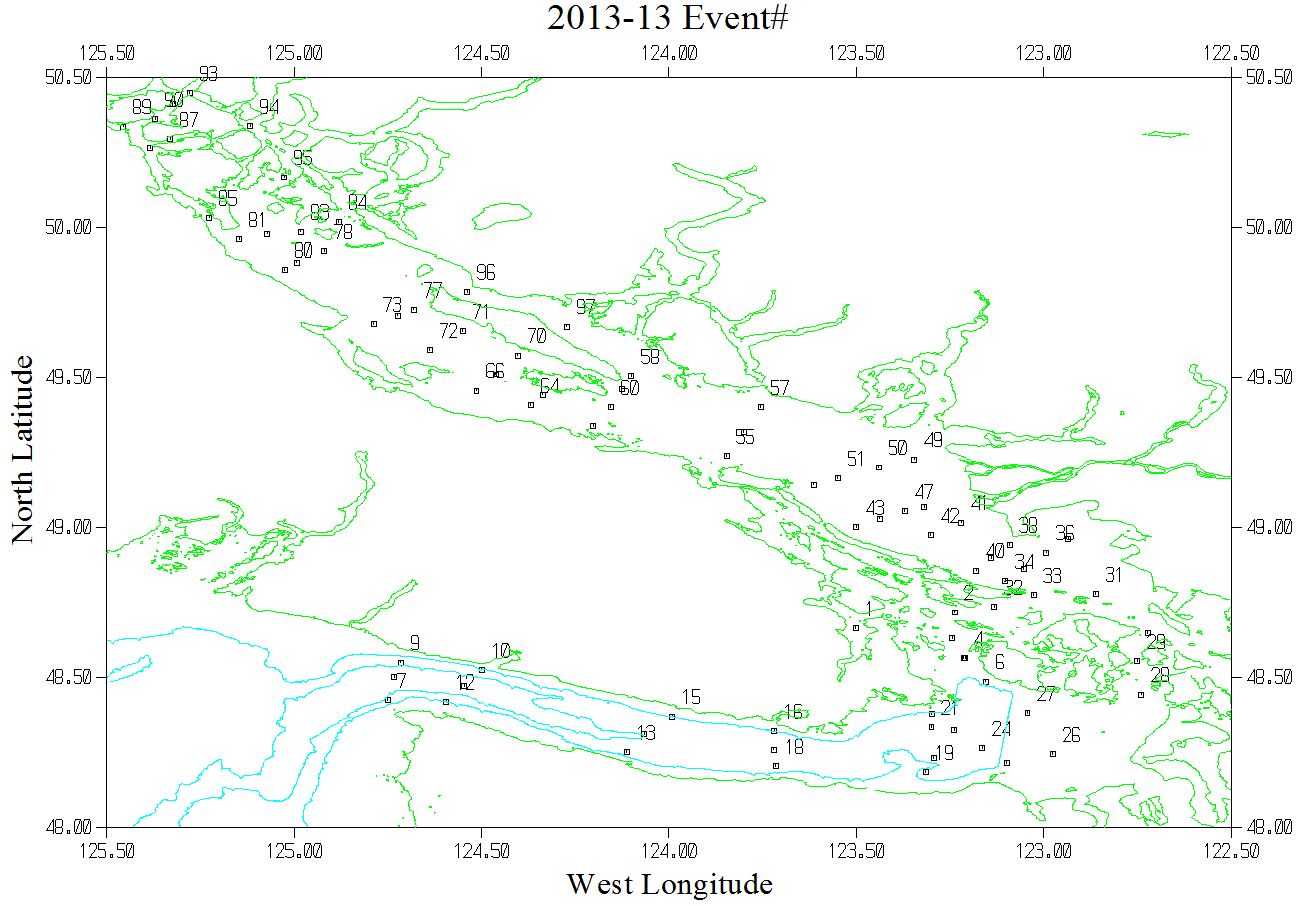 2013-13 Event#
125.50 125.00 124.50 124.00 123.50 123.00 122.50
50.50 93 50.50
89 90 94
87
95
85 84
81 83
50.00 78 50.00
80
96
77
73 71 97
72 70
58
49.50 66 64 60 57 49.50
55 50 49
51
47
43 42 41
49.00 38 36 49.00
40
34
32 33 31
2
1
9 4 29
10 6
48.50 7 12 28 48.50
15 27
16 21
13 18 19 24 26
48.00 48.00
125.50 125.00 124.50 124.00 123.50 123.00 122.50
North Latitude
West Longitude